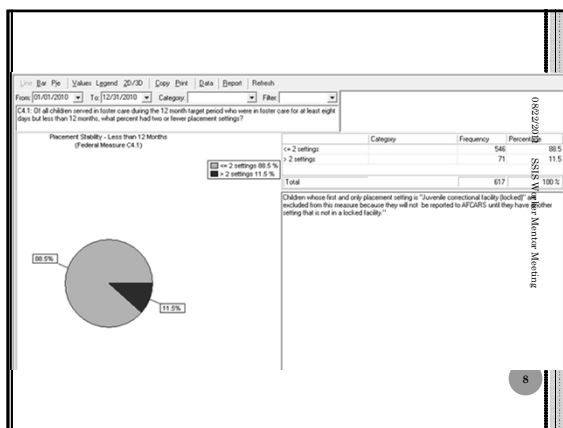 Line Bar Pie Values Legend 2D/3D Copy Print Data Report Refresh
From: 01/01/2010 To: 12/31/2010 Category: Filter:
C4.1: Of all children served in foster care during the 12 month target period who were in foster care for at least eight
days but less than 12 months, what percent had two or fewer placement settings?
Placement Stability - Less than 12 Months
(Federal Measure C4.1)
<= 2 settings 88.5 %
> 2 settings 11.5 %
88.5%
11.5%
Category Frequency Percentage
<= 2 settings 546 88.5
> 2 settings 71 11.5
Total 617 100 %
Children whose first and only placement setting is "Juvenile correctional facility (locked)" are
excluded from this measure because they will not be reported to AFCARS until they have another
setting that is not in a locked facility."
SSIS Worker Mentor Meeting
8